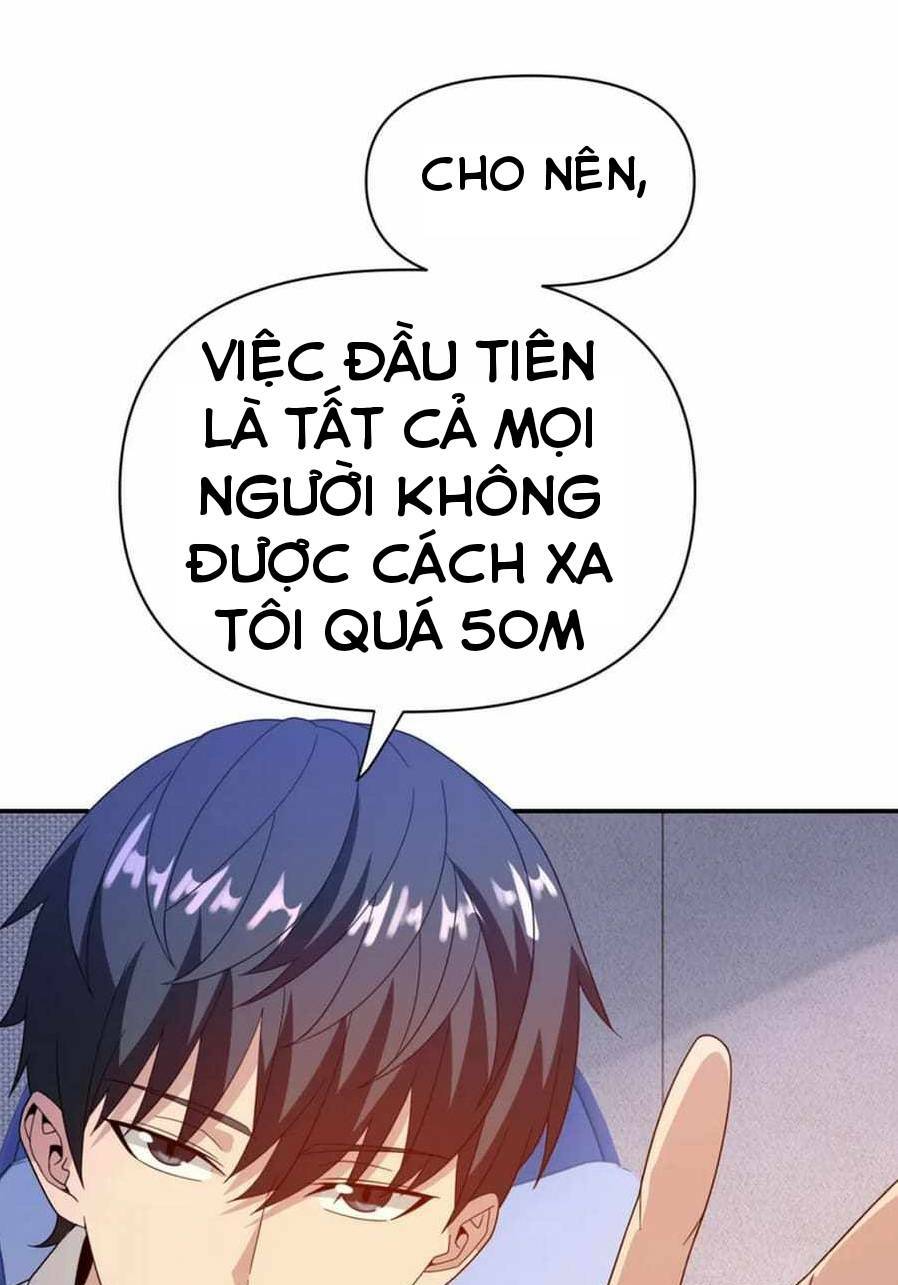 CHO NÊN,
VIỆC ĐẦU TIÊN
LÀ TẤT CẢ MỌI
NGƯỜI KHÔNG
ĐƯỢC CÁCH XA
TÔI QUÁ 50M